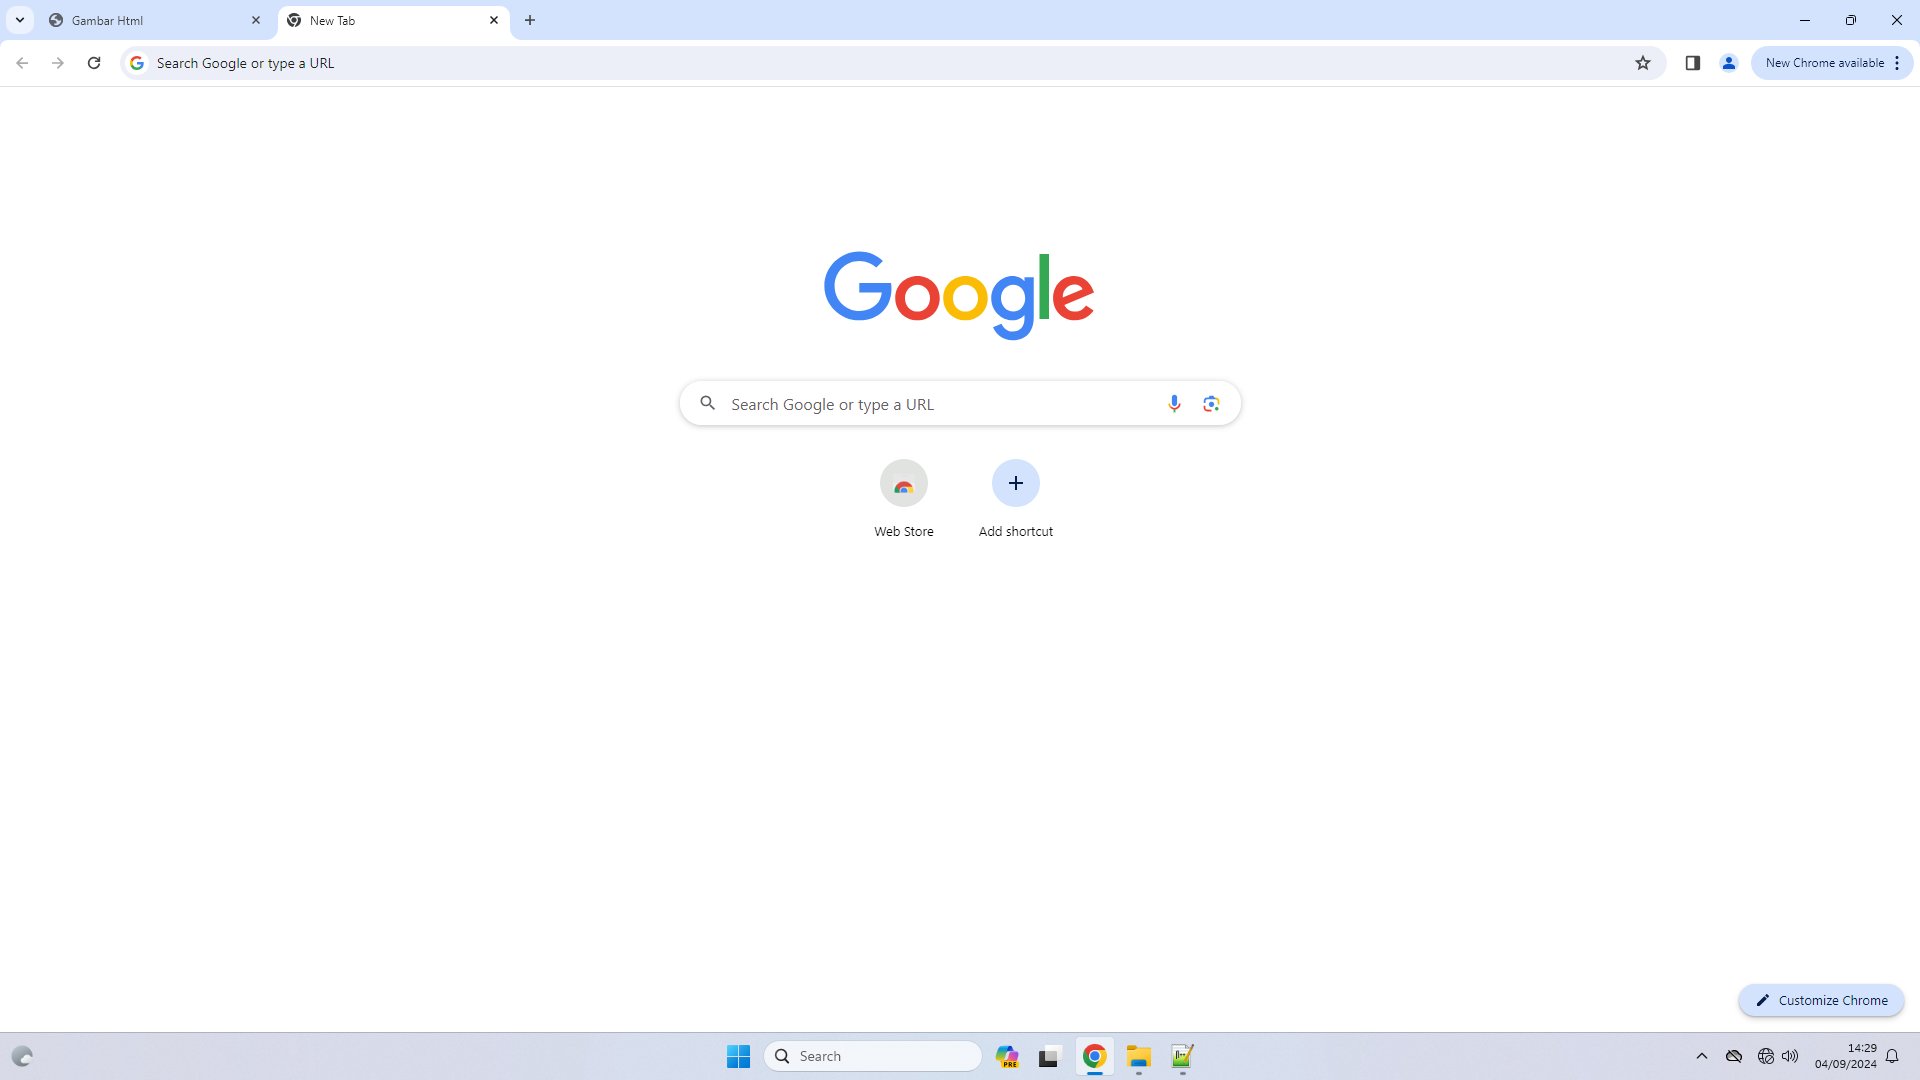 Gambar Html
New Tab
Search Google or type a URL
New Chrome available
Google
Search Google or type a URL
Web Store
Add shortcut
Customize Chrome
Search
PRE
14:29
04/09/2024